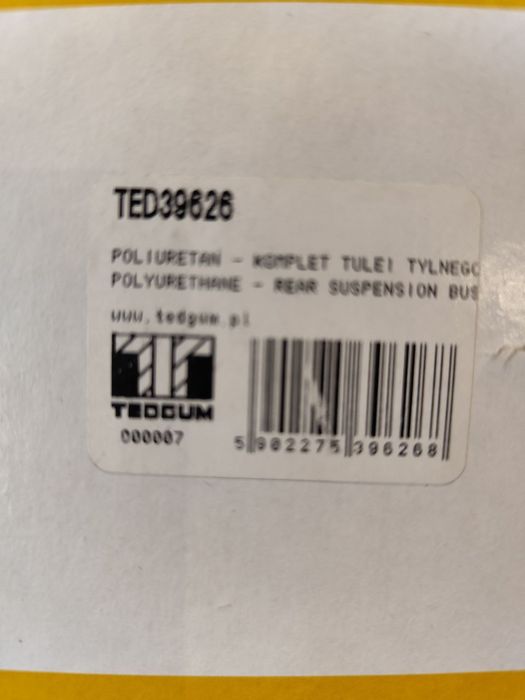 TED39626
POLIURETAN - KOMPLET TULEI TYLNEGO
POLYURETHANE - REAR SUSPENSION BUS
www.tedgum.pl
TEDGUM
000007
5 902275 396268